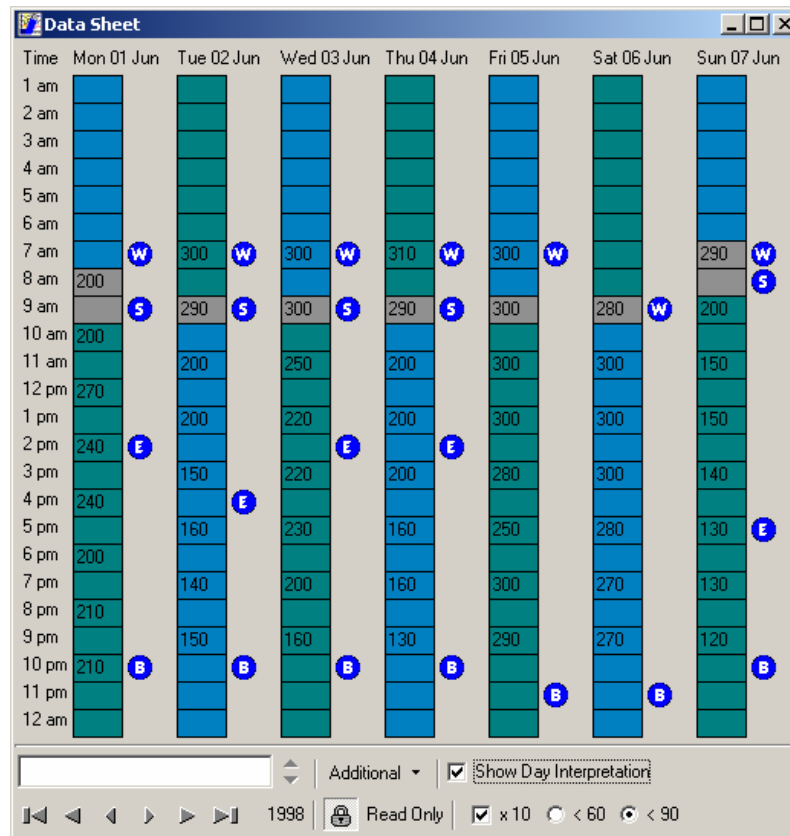 Data Sheet
Time Mon 01 Jun Tue 02 Jun Wed 03 Jun Thu 04 Jun Fri 05 Jun Sat 06 Jun Sun 07 Jun
1 am
2 am
3 am
4 am
5 am
6 am
7 am W 300 W 300 W 310 W 300 W 290 W
8 am 200 S
9 am S 290 S 300 S 290 S 300 280 W 200
10 am 200
11 am 200 250 200 300 300 150
12 pm 270
1 pm 200 220 200 300 300 150
2 pm 240 E E E
3 pm 150 220 200 280 300 140
4 pm 240 E
5 pm 160 230 160 250 280 130 E
6 pm 200
7 pm 140 200 160 300 270 130
8 pm 210
9 pm 150 160 130 290 270 120
10 pm 210 B B B B B
11 pm B B
12 am
Additional Show Day Interpretation
1998 Read Only x 10 < 60 < 90